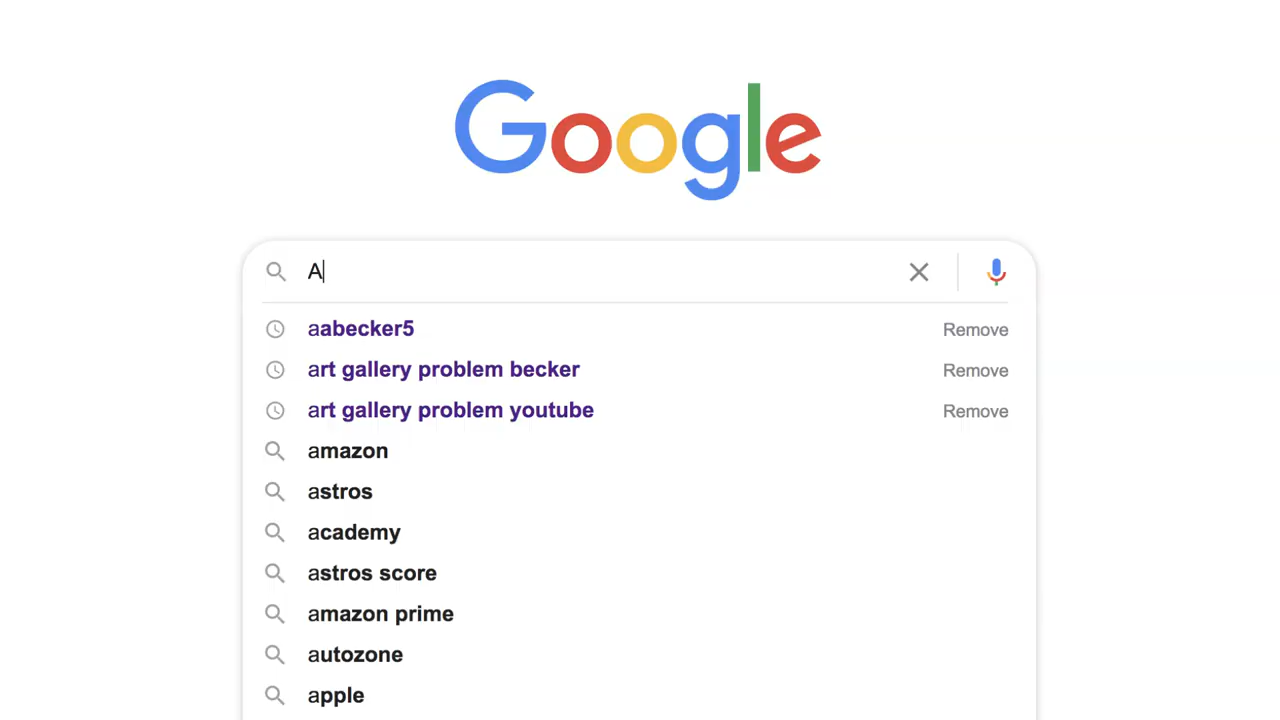 Google
A
aabecker5 Remove
art gallery problem becker Remove
art gallery problem youtube Remove
amazon
astros
academy
astros score
amazon prime
autozone
apple